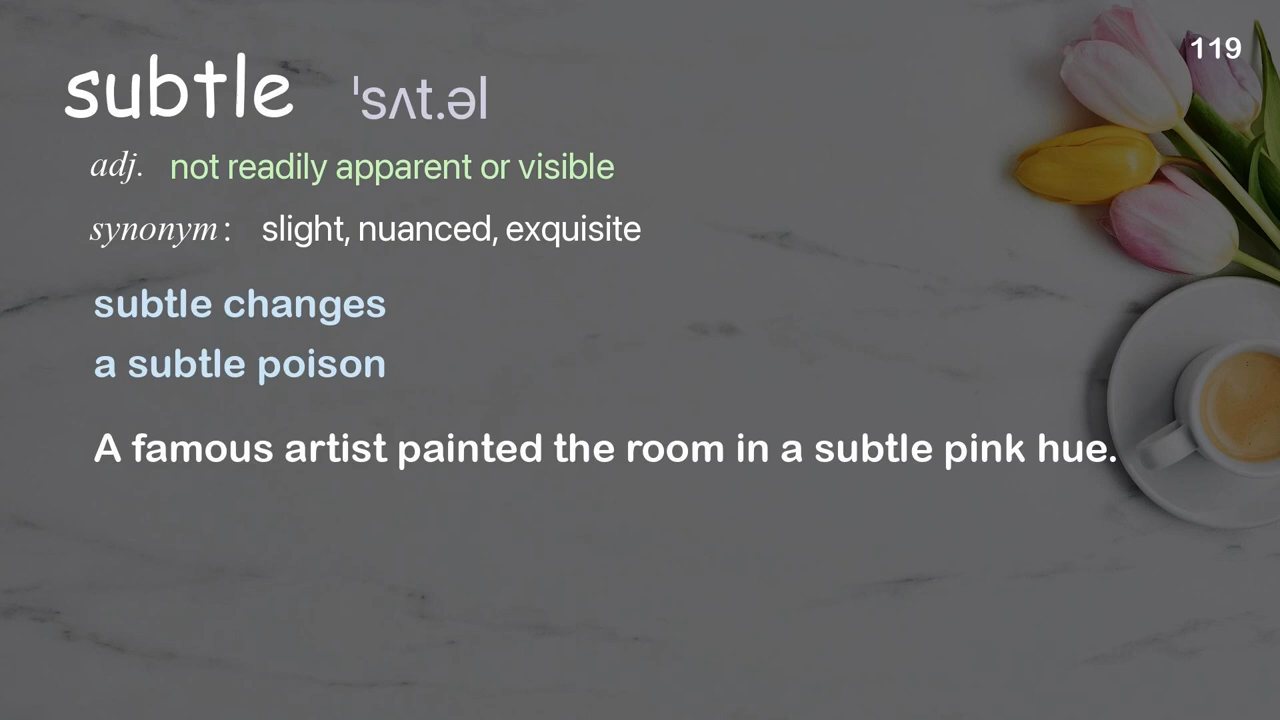 119
subtle ˈsʌt.əl
adj. not readily apparent or visible
synonym: slight, nuanced, exquisite
subtle changes
a subtle poison
A famous artist painted the room in a subtle pink hue.